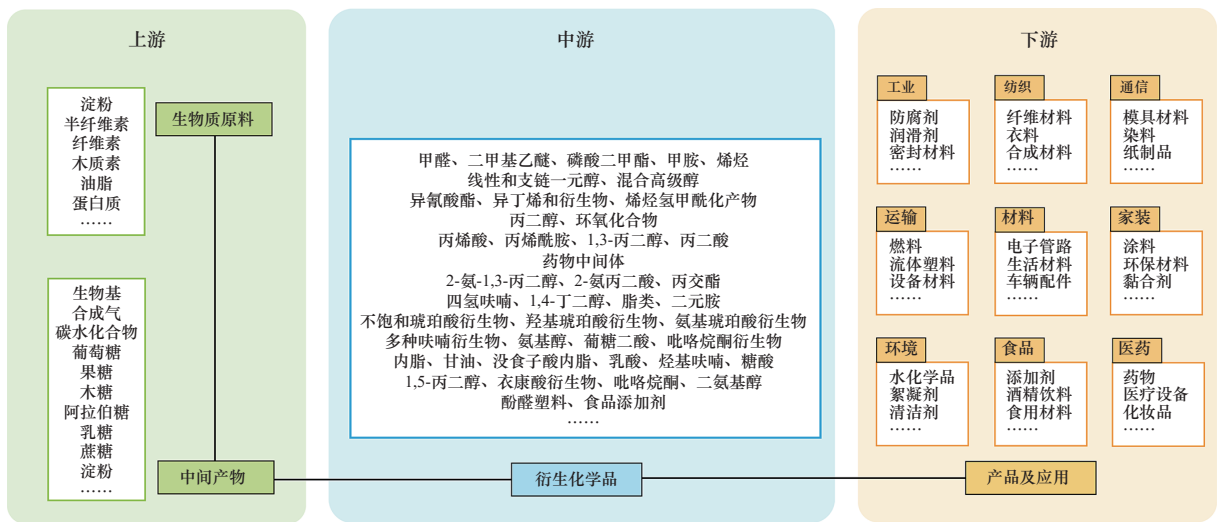 上游
淀粉
半纤维素
纤维素
木质素
油脂
蛋白质
……
生物质原料
生物基
合成气
碳水化合物
葡萄糖
果糖
木糖
阿拉伯糖
乳糖
蔗糖
淀粉
……
中间产物
中游
甲醛、二甲基乙醚、磷酸二甲酯、甲胺、烯烃
线性和支链一元醇、混合高级醇
异氰酸酯、异丁烯和衍生物、烯烃氢甲酰化产物
丙二醇、环氧化合物
丙烯酸、丙烯酰胺、1,3-丙二醇、丙二酸
药物中间体
2-氨-1,3-丙二醇、2-氨丙二酸、丙交酯
四氢呋喃、1,4-丁二醇、脂类、二元胺
不饱和琥珀酸衍生物、羟基琥珀酸衍生物、氨基琥珀酸衍生物
多种呋喃衍生物、氨基醇、葡糖二酸、吡咯烷酮衍生物
内脂、甘油、没食子酸内脂、乳酸、烃基呋喃、糖酸
1,5-丙二醇、衣康酸衍生物、吡咯烷酮、二氨基醇
酚醛塑料、食品添加剂
……
衍生化学品
下游
工业
防腐剂
润滑剂
密封材料
……
纺织
纤维材料
衣料
合成材料
……
通信
模具材料
染料
纸制品
……
运输
燃料
流体塑料
设备材料
……
材料
电子管路
生活材料
车辆配件
……
家装
涂料
环保材料
黏合剂
……
环境
水化学品
絮凝剂
清洁剂
……
食品
添加剂
酒精饮料
食用材料
……
医药
药物
医疗设备
化妆品
……
产品及应用